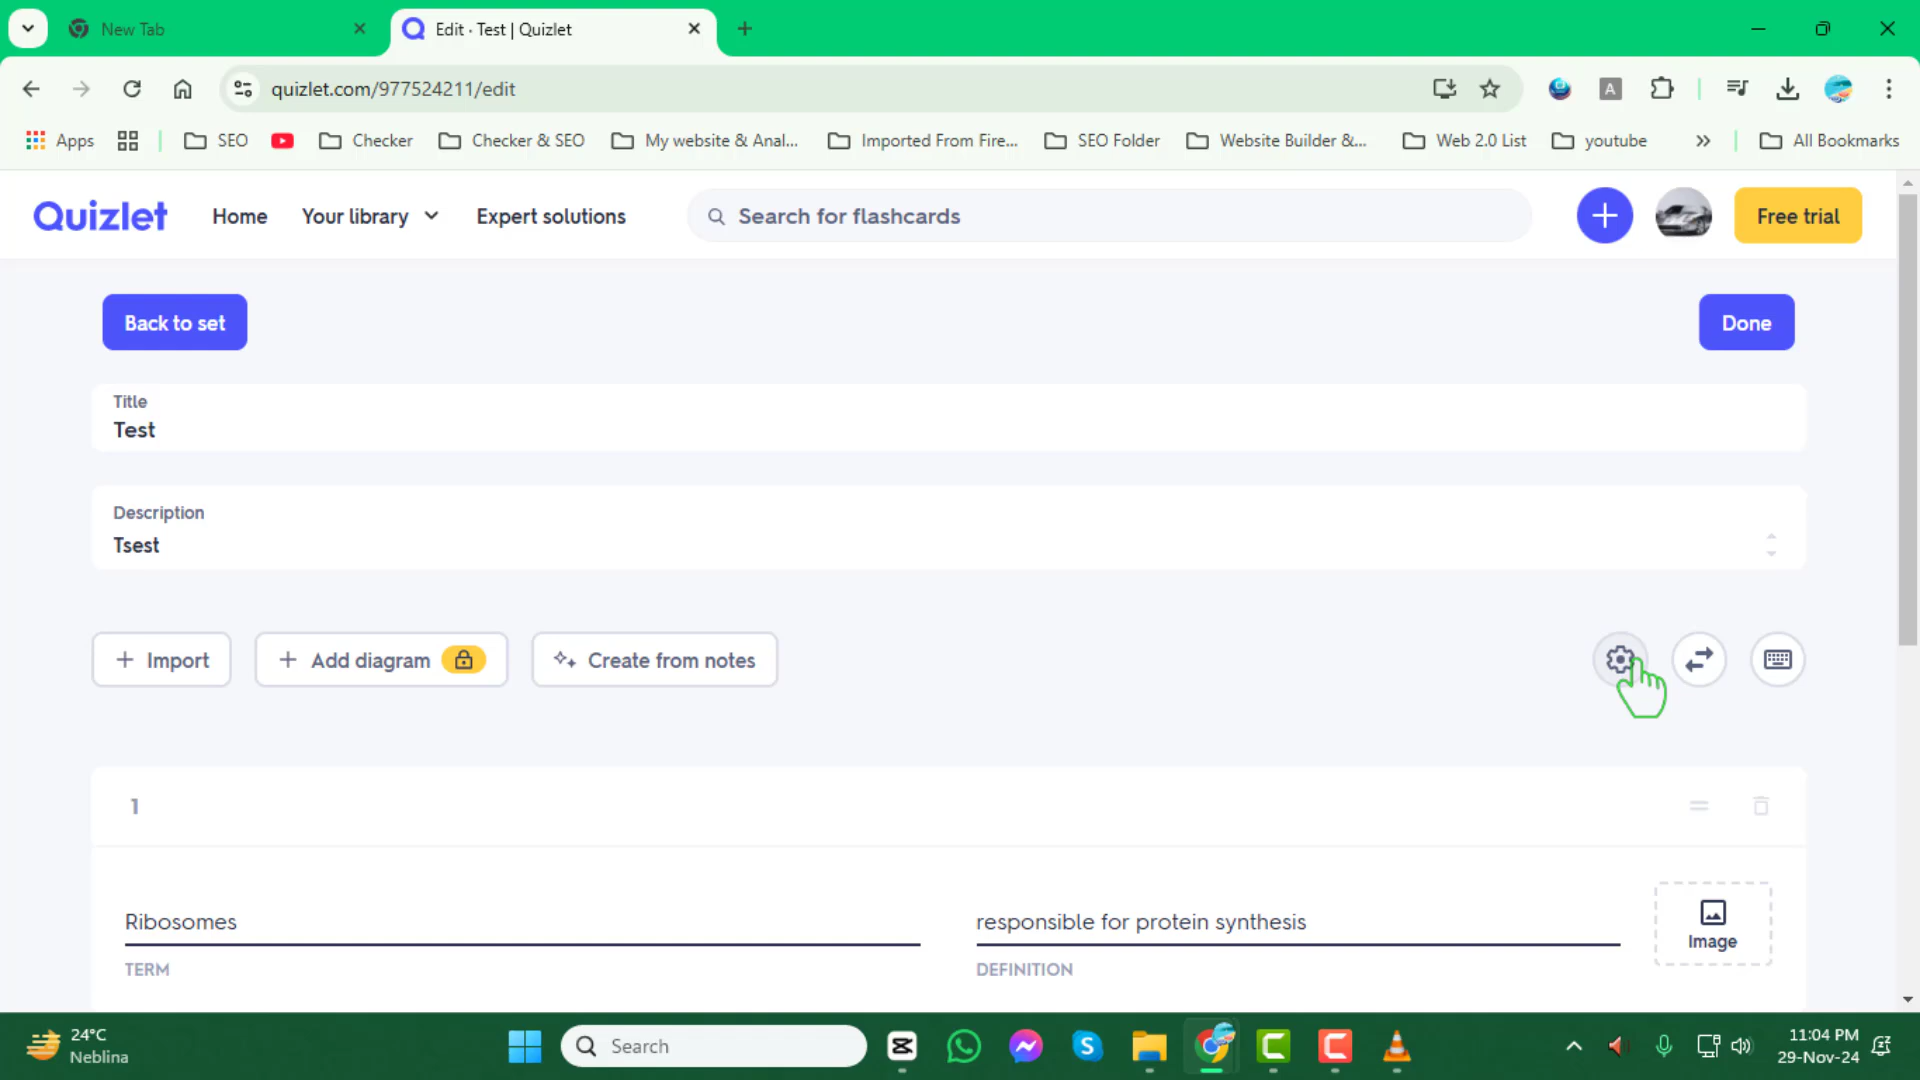 New Tab
Edit · Test | Quizlet
quizlet.com/977524211/edit
A
Apps
SEO
Checker
Checker & SEO
My website & Anal...
Imported From Fire...
SEO Folder
Website Builder &...
Web 2.0 List
youtube
All Bookmarks
Quizlet
Home
Your library
Expert solutions
Search for flashcards
Free trial
Back to set
Done
Title
Test
Description
Tsest
Import
Add diagram
Create from notes
1
Ribosomes
responsible for protein synthesis
Image
TERM
DEFINITION
24°C
Neblina
Search
11:04 PM
29-Nov-24